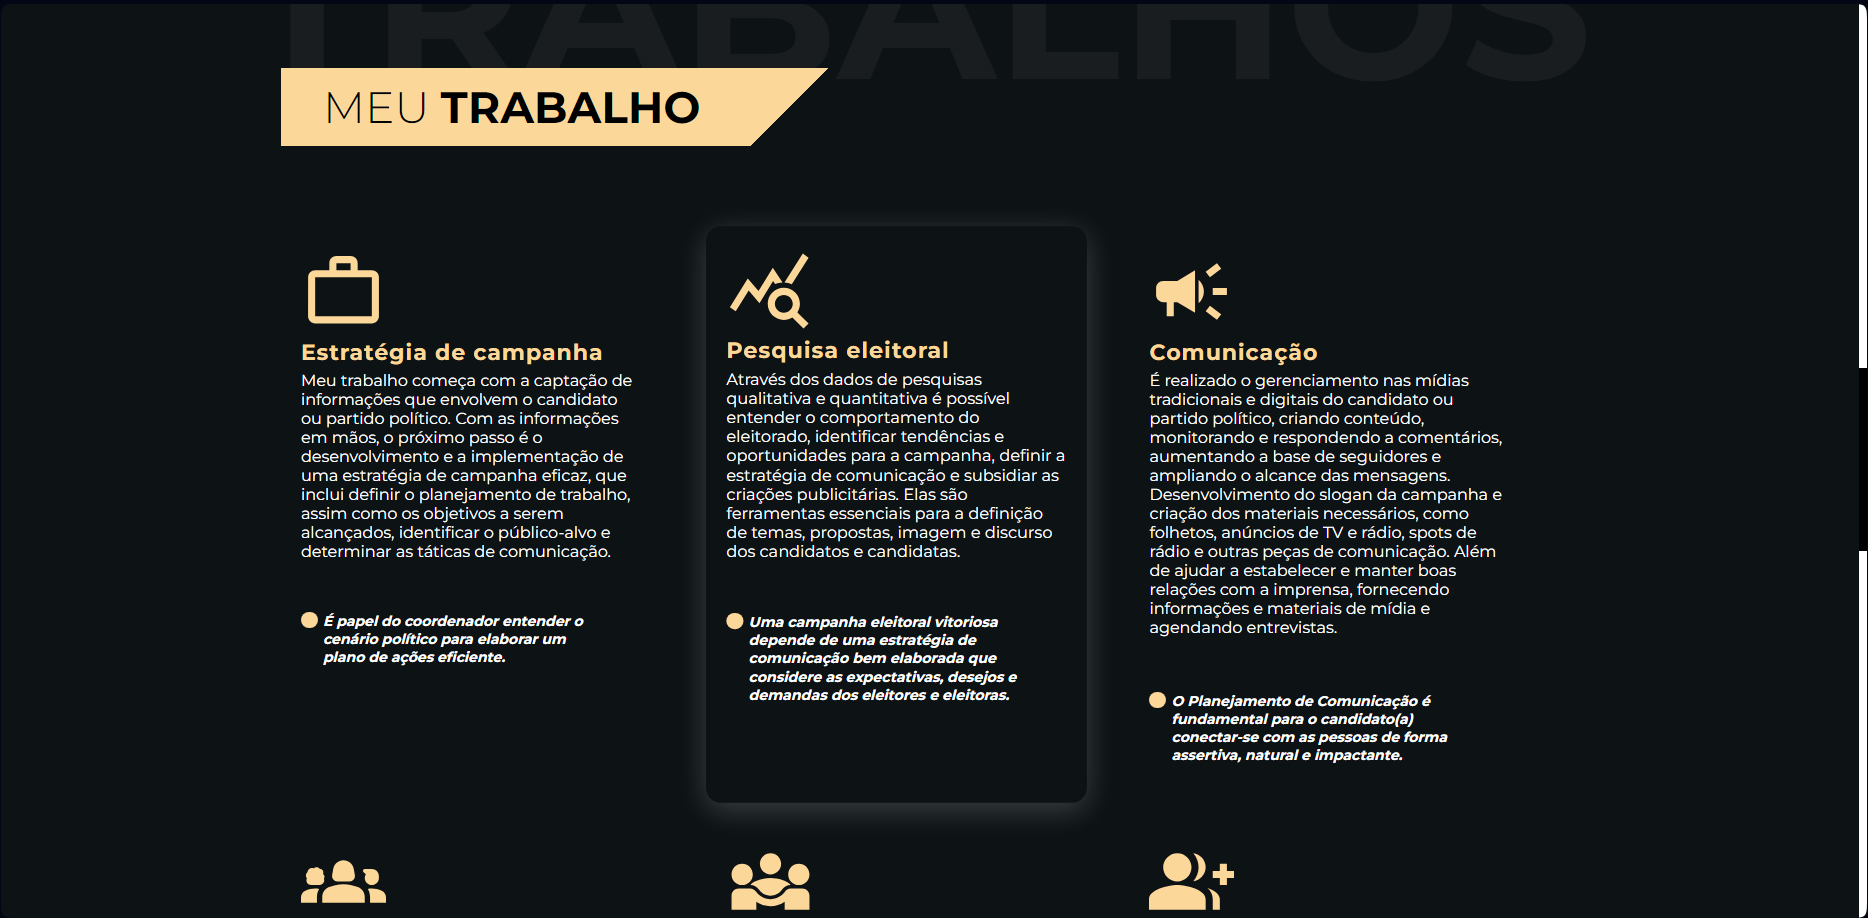 TRABALHOS
MEU TRABALHO
Estratégia de campanha
Meu trabalho começa com a captação de
informações que envolvem o candidato
ou partido político. Com as informações
em mãos, o próximo passo é o
desenvolvimento e a implementação de
uma estratégia de campanha eficaz, que
inclui definir o planejamento de trabalho,
assim como os objetivos a serem
alcançados, identificar o público-alvo e
determinar as táticas de comunicação.
É papel do coordenador entender o
cenário político para elaborar um
plano de ações eficiente.
Pesquisa eleitoral
Através dos dados de pesquisas
qualitativa e quantitativa é possível
entender o comportamento do
eleitorado, identificar tendências e
oportunidades para a campanha, definir a
estratégia de comunicação e subsidiar as
criações publicitárias. Elas são
ferramentas essenciais para a definição
de temas, propostas, imagem e discurso
dos candidatos e candidatas.
Uma campanha eleitoral vitoriosa
depende de uma estratégia de
comunicação bem elaborada que
considere as expectativas, desejos e
demandas dos eleitores e eleitoras.
Comunicação
É realizado o gerenciamento nas mídias
tradicionais e digitais do candidato ou
partido político, criando conteúdo,
monitorando e respondendo a comentários,
aumentando a base de seguidores e
ampliando o alcance das mensagens.
Desenvolvimento do slogan da campanha e
criação dos materiais necessários, como
folhetos, anúncios de TV e rádio, spots de
rádio e outras peças de comunicação. Além
de ajudar a estabelecer e manter boas
relações com a imprensa, fornecendo
informações e materiais de mídia e
agendando entrevistas.
O Planejamento de Comunicação é
fundamental para o candidato(a)
conectar-se com as pessoas de forma
assertiva, natural e impactante.